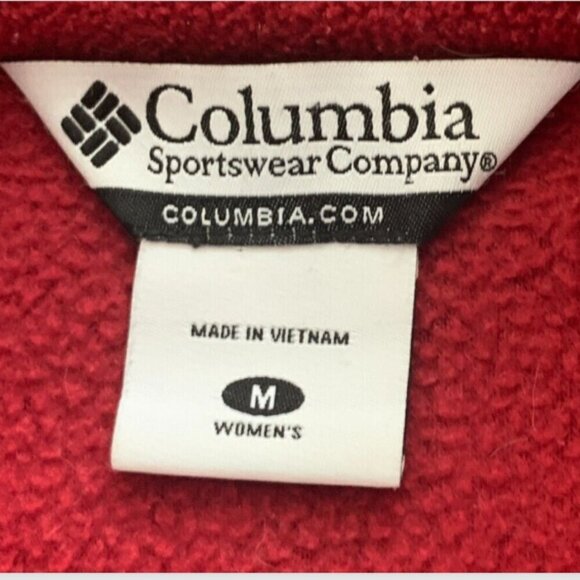 Columbia
Sportswear Company®
COLUMBIA.COM
MADE IN VIETNAM
M
WOMEN'S